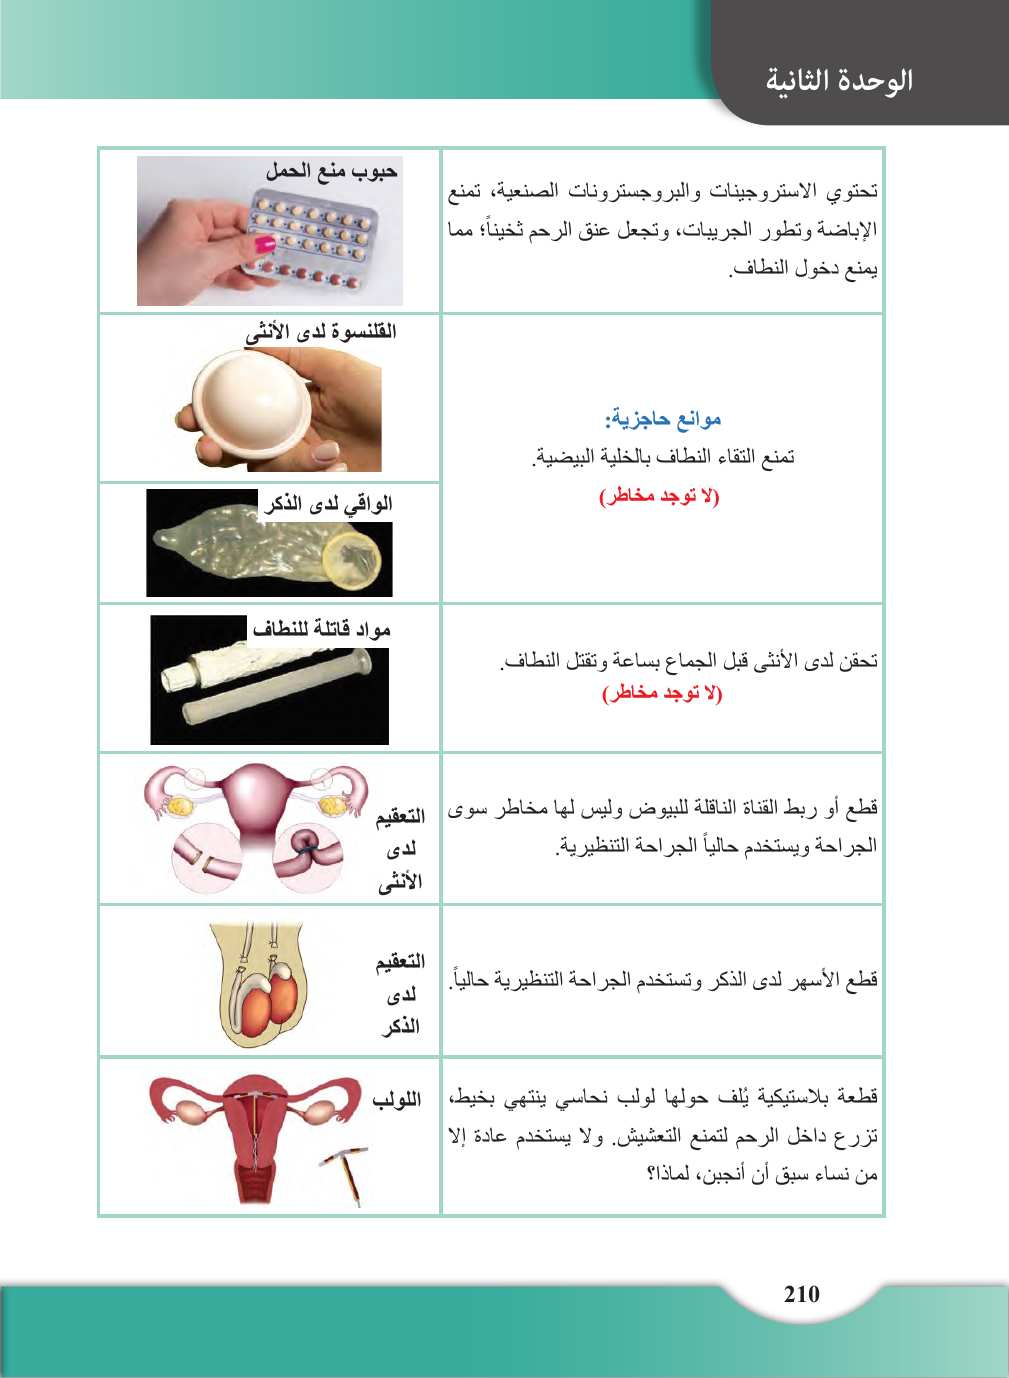 الوحدة الثانية
حبوب منع الحمل
تحتوي الاستروجينات والبروجسترونات الصنعية، تمنع
الإباضة وتطور الجريبات، وتجعل عنق الرحم ثخيناً؛ مما
يمنع دخول النطاف.
القلنسوة لدى الأنثى
الواقي لدى الذكر
موانع حاجزية:
تمنع التقاء النطاف بالخلية البيضية.
(لا توجد مخاطر)
مواد قاتلة للنطاف
تحقن لدى الأنثى قبل الجماع بساعة وتقتل النطاف.
(لا توجد مخاطر)
التعقيم
لدى
الأنثى
قطع أو ربط القناة الناقلة للبيوض وليس لها مخاطر سوى
الجراحة ويستخدم حالياً الجراحة التنظيرية.
التعقيم
لدى
الذكر
قطع الأسهر لدى الذكر وتستخدم الجراحة التنظيرية حالياً.
اللولب
قطعة بلاستيكية يُلف حولها لولب نحاسي ينتهي بخيط،
تزرع داخل الرحم لتمنع التعشيش. ولا يستخدم عادة إلا
من نساء سبق أن أنجبن، لماذا؟
210